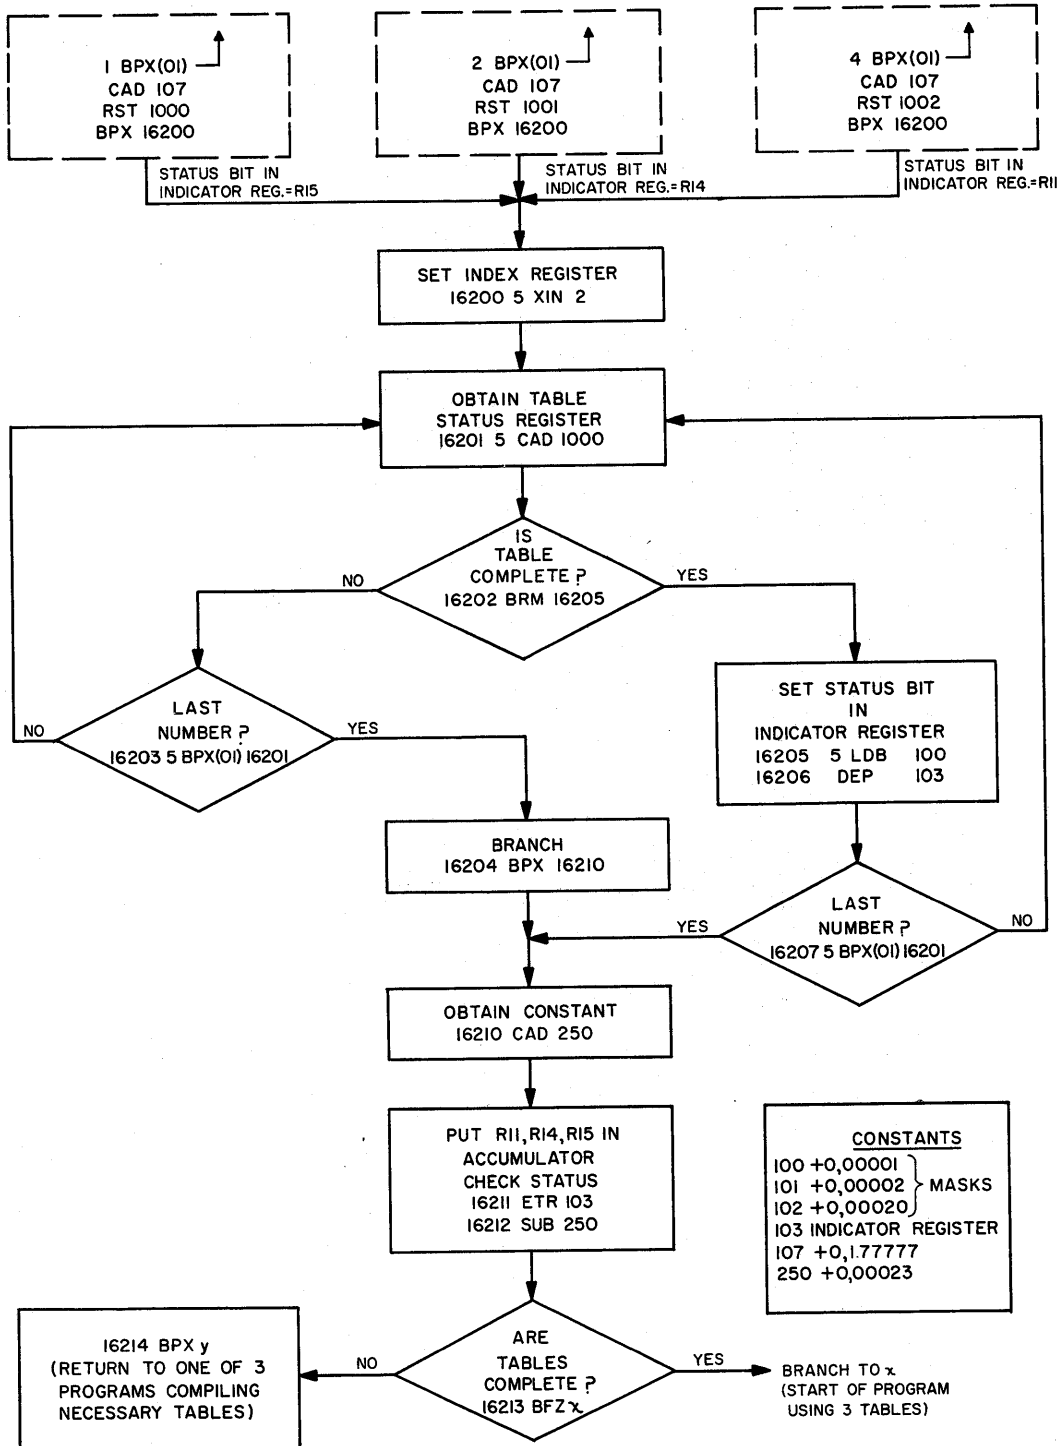 1 BPX(01)
CAD 107
RST 1000
BPX 16200
2 BPX(01)
CAD 107
RST 1001
BPX 16200
4 BPX(01)
CAD 107
RST 1002
BPX 16200
STATUS BIT IN
INDICATOR REG.=R15
STATUS BIT IN
INDICATOR REG.=R14
STATUS BIT IN
INDICATOR REG.=R11
SET INDEX REGISTER
16200 5 XIN 2
OBTAIN TABLE
STATUS REGISTER
16201 5 CAD 1000
IS
TABLE
COMPLETE ?
16202 BRM 16205
NO
YES
LAST
NUMBER ?
16203 5 BPX(01) 16201
NO
YES
SET STATUS BIT
IN
INDICATOR REGISTER
16205 5 LDB 100
16206 DEP 103
BRANCH
16204 BPX 16210
LAST
NUMBER ?
16207 5 BPX(01) 16201
YES
NO
OBTAIN CONSTANT
16210 CAD 250
PUT R11,R14,R15 IN
ACCUMULATOR
CHECK STATUS
16211 ETR 103
16212 SUB 250
CONSTANTS
100 +0,00001
101 +0,00002
102 +0,00020
MASKS
103 INDICATOR REGISTER
107 +0,1.77777
250 +0,00023
ARE
TABLES
COMPLETE ?
16213 BFZ x
NO
YES
16214 BPX y
(RETURN TO ONE OF 3
PROGRAMS COMPILING
NECESSARY TABLES)
BRANCH TO x
(START OF PROGRAM
USING 3 TABLES)